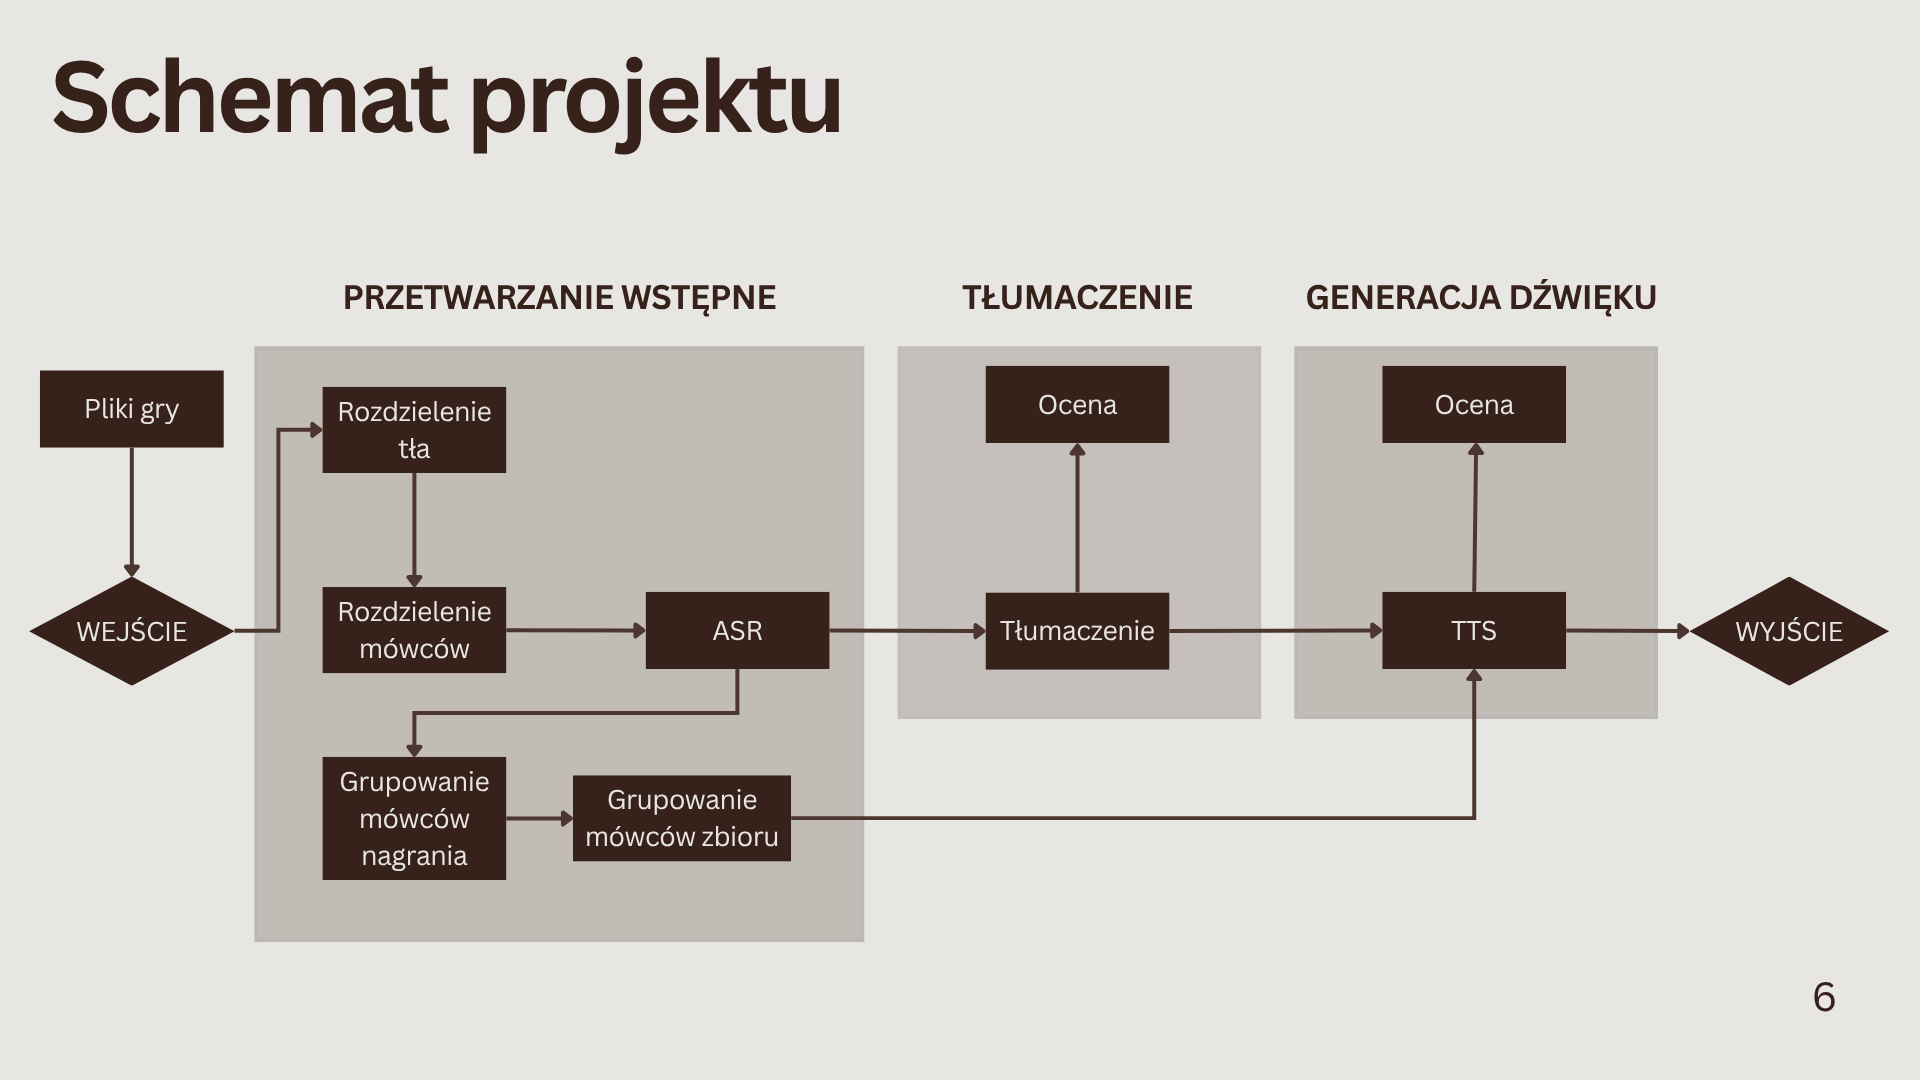 Schemat projektu
PRZETWARZANIE WSTĘPNE
TŁUMACZENIE
GENERACJA DŹWIĘKU
Pliki gry
WEJŚCIE
Rozdzielenie
tła
Rozdzielenie
mówców
ASR
Grupowanie
mówców
nagrania
Grupowanie
mówców zbioru
Ocena
Tłumaczenie
Ocena
TTS
WYJŚCIE
6